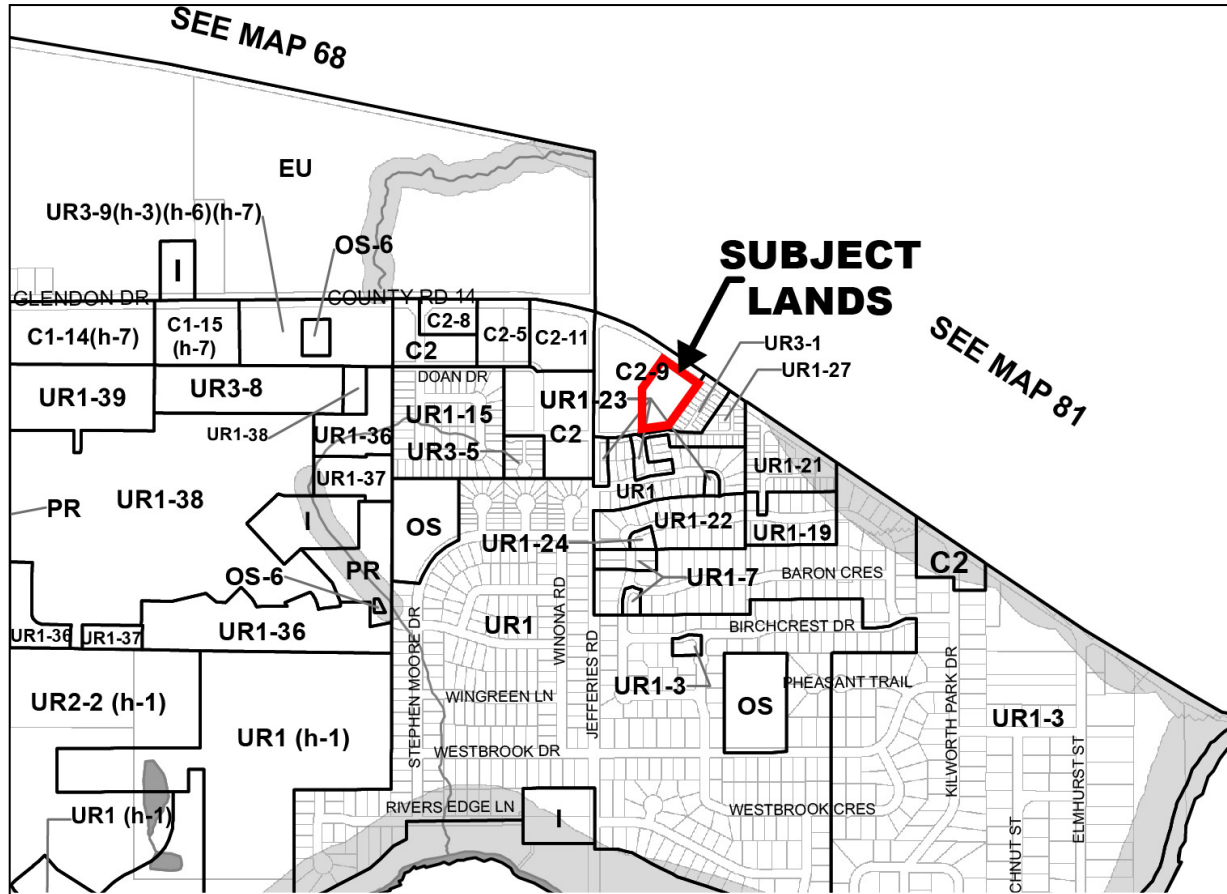 SEE MAP 68
EU
UR3-9(h-3)(h-6)(h-7)
OS-6
I
SUBJECT
LANDS
SEE MAP 81
GLENDON DR
COUNTY RD 14
C1-14(h-7)
C1-15
(h-7)
C2-8
C2-5
C2-11
C2
UR3-1
UR1-27
C2-9
UR1-39
UR3-8
DOAN DR
UR1-23
UR1-15
UR1-38
UR1-36
C2
UR3-5
UR1-21
UR1-37
UR1
UR1-38
PR
I
OS
UR1-22
UR1-24
UR1-19
C2
PR
OS-6
UR1-7
BARON CRES
UR1-36
UR1-37
UR1-36
UR1
WINONA RD
JEFFERIES RD
STEPHEN MOORE DR
BIRCHCREST DR
UR1-3
PHEASANT TRAIL
OS
KILWORTH PARK DR
UR1-3
UR2-2 (h-1)
UR1 (h-1)
WINGREEN LN
WESTBROOK DR
RIVERS EDGE LN
I
WESTBROOK CRES
UR1 (h-1)
CHNUT ST
ELMHURST ST